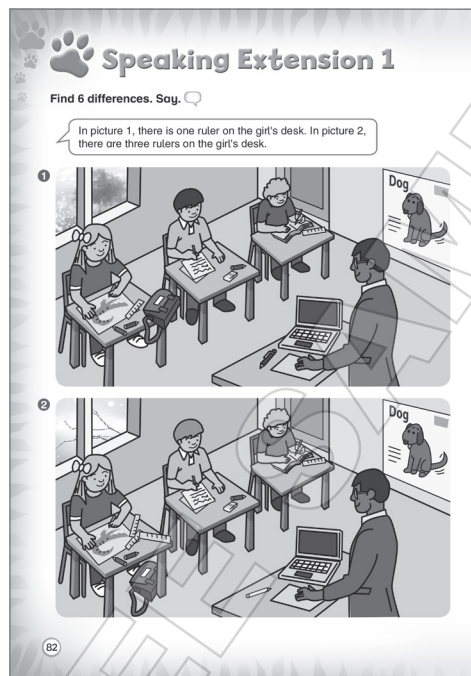 Speaking Extension 1
Find 6 differences. Say.
In picture 1, there is one ruler on the girl's desk. In picture 2,
there are three rulers on the girl's desk.
1
Dog
2
Dog
82